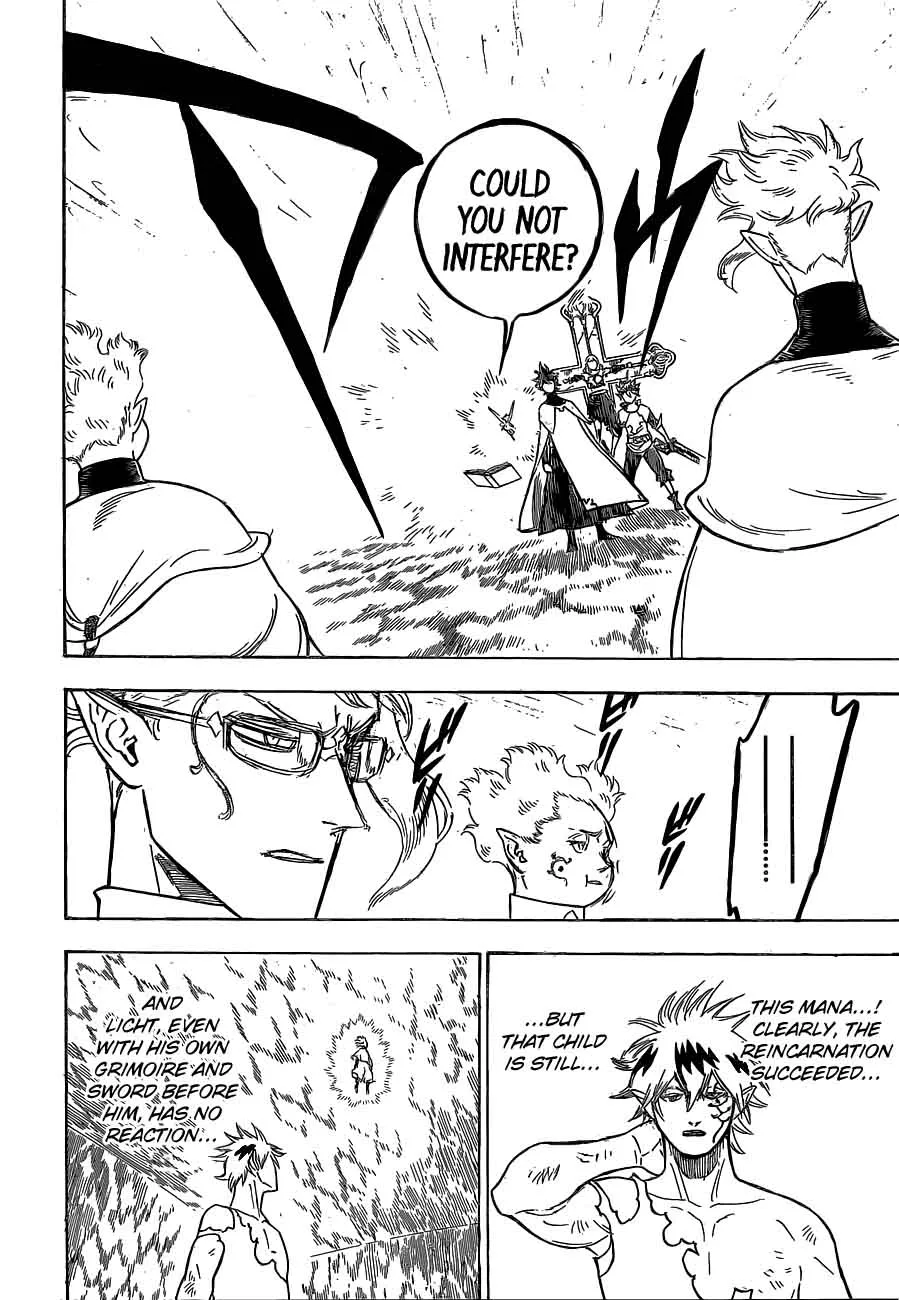 COULD
YOU NOT
INTERFERE?
......
THIS MANA...!
CLEARLY, THE
REINCARNATION
SUCCEEDED...
...BUT
THAT CHILD
IS STILL...
AND
LICHT, EVEN
WITH HIS OWN
GRIMOIRE AND
SWORD BEFORE
HIM, HAS NO
REACTION...